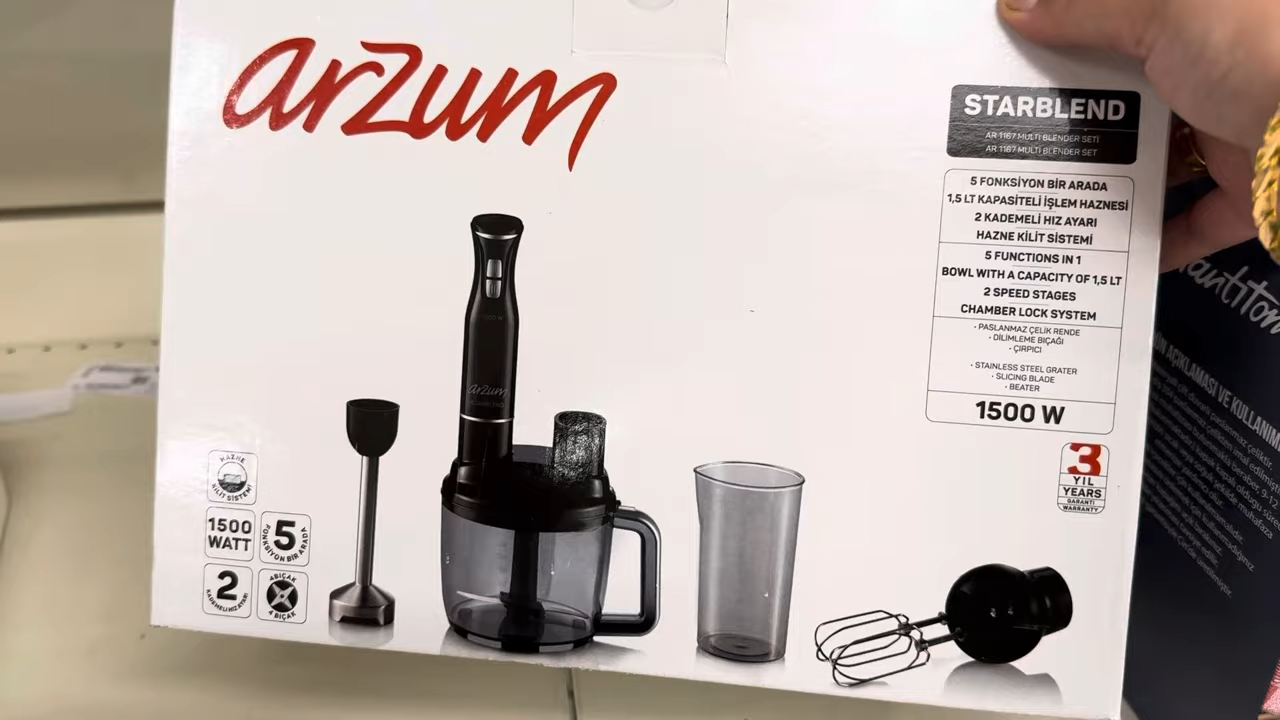 arzum
STARBLEND
AR 1167 MULTI BLENDER SETİ
AR 1167 MULTI BLENDER SET
5 FONKSİYON BİR ARADA
1,5 LT KAPASİTELİ İŞLEM HAZNESİ
2 KADEMELİ HIZ AYARI
HAZNE KİLİT SİSTEMİ
5 FUNCTIONS IN 1
BOWL WITH A CAPACITY OF 1,5 LT
2 SPEED STAGES
CHAMBER LOCK SYSTEM
· PASLANMAZ ÇELİK RENDE
· DİLİMLEME BIÇAĞI
· ÇIRPICI
· STAINLESS STEEL GRATER
· SLICING BLADE
· BEATER
1500 W
3
YIL
YEARS
GARANTİ
WARRANTY
arzum
HAZNE
KİLİT SİSTEMİ
1500
WATT
5
FONKSİYON BİR ARADA
2
KADEMELİ HIZ AYARI
4 BIÇAK
4 BIÇAK
AÇIKLAMASI VE KULLANIM